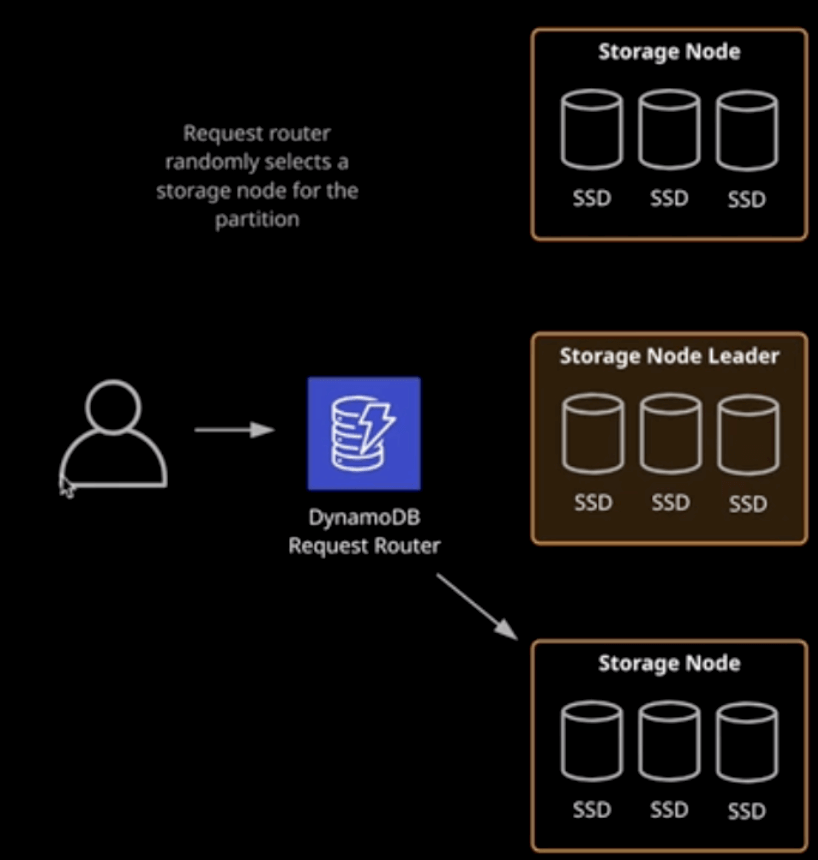 Storage Node
SSD SSD SSD
Request router
randomly selects a
storage node for the
partition
Storage Node Leader
SSD SSD SSD
DynamoDB
Request Router
Storage Node
SSD SSD SSD